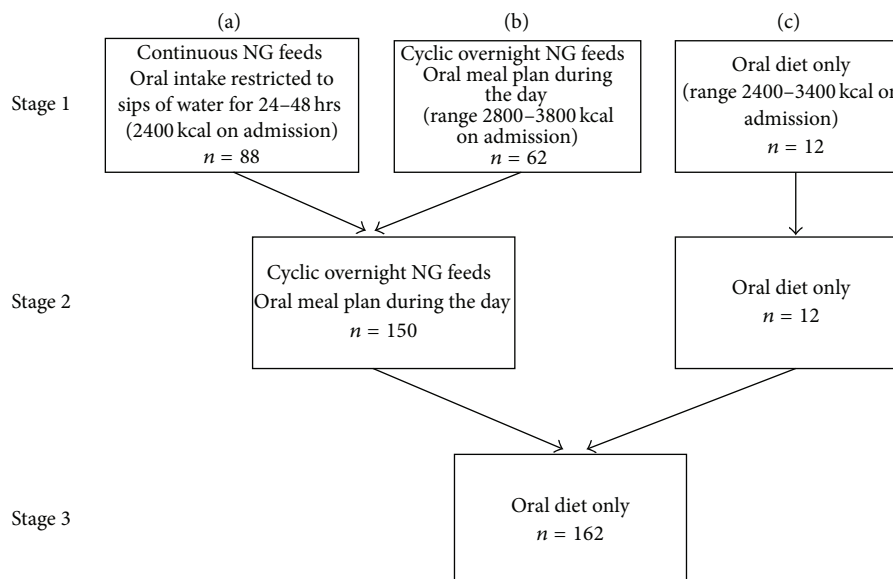 (a)
(b)
(c)
Stage 1
Continuous NG feeds
Oral intake restricted to
sips of water for 24–48 hrs
(2400 kcal on admission)
n = 88
Cyclic overnight NG feeds
Oral meal plan during
the day
(range 2800–3800 kcal
on admission)
n = 62
Oral diet only
(range 2400–3400 kcal on
admission)
n = 12
Stage 2
Cyclic overnight NG feeds
Oral meal plan during the day
n = 150
Oral diet only
n = 12
Stage 3
Oral diet only
n = 162